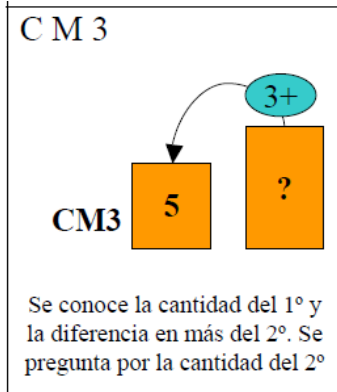 C M 3
3+
5
?
CM3
Se conoce la cantidad del 1º y
la diferencia en más del 2º. Se
pregunta por la cantidad del 2º